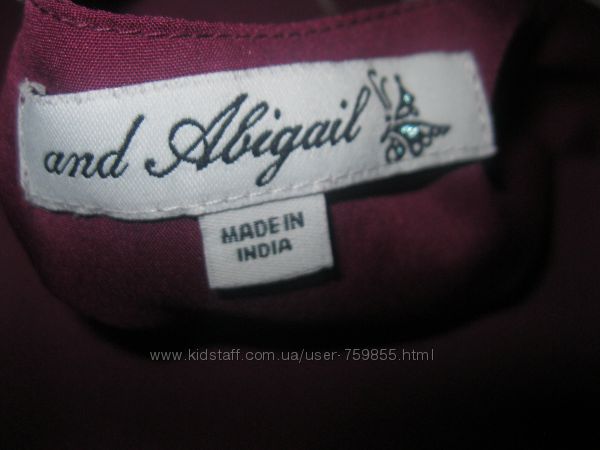 and Abigail
MADE IN
INDIA
www.kidstaff.com.ua/user-759855.html